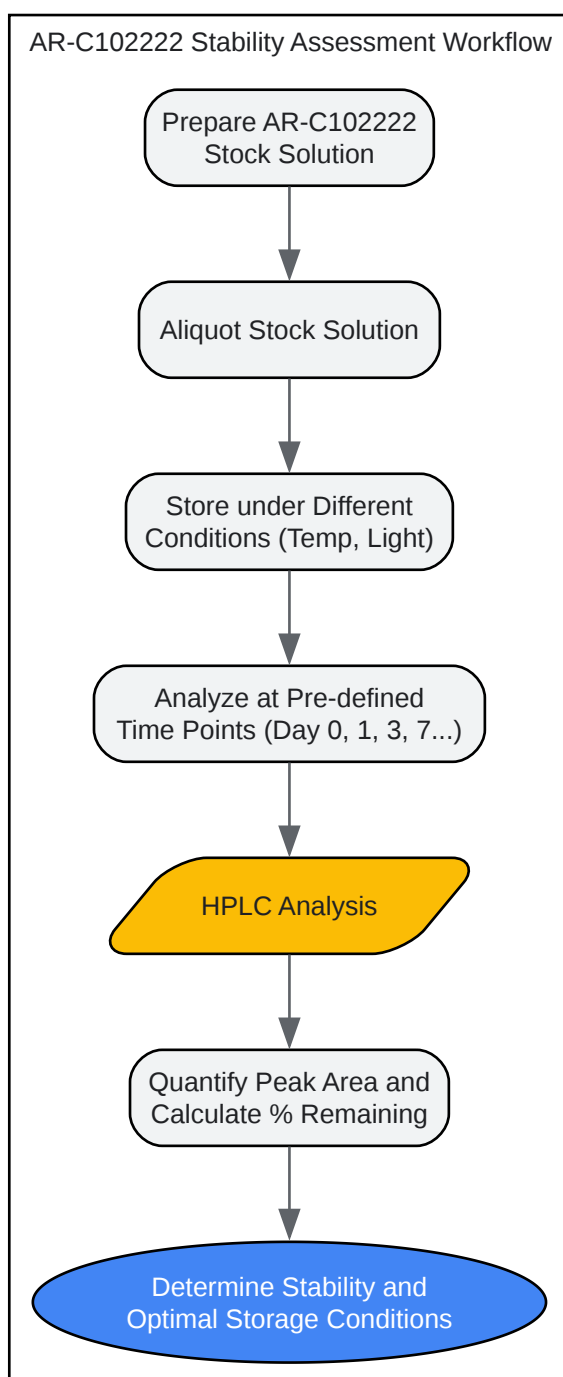 AR-C102222 Stability Assessment Workflow
Prepare AR-C102222
Stock Solution
Aliquot Stock Solution
Store under Different
Conditions (Temp, Light)
Analyze at Pre-defined
Time Points (Day 0, 1, 3, 7...)
HPLC Analysis
Quantify Peak Area and
Calculate % Remaining
Determine Stability and
Optimal Storage Conditions